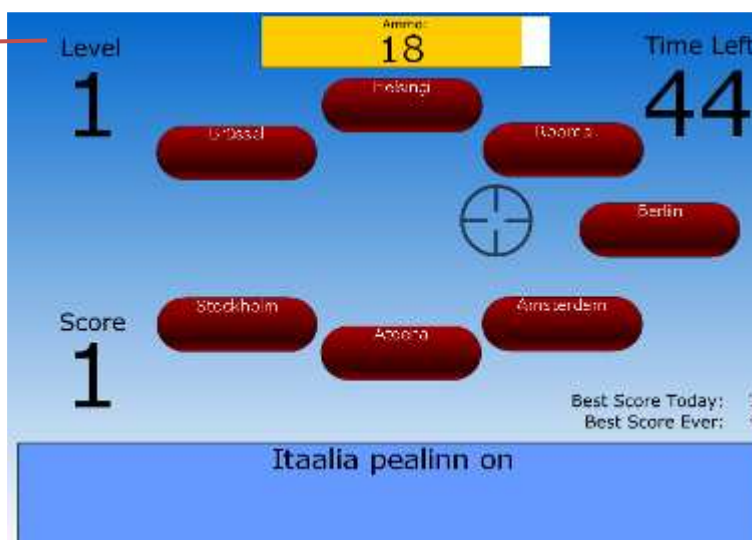 Ammo:
18
Level
1
Time Left
44
Helsingi
Brüssel
Rooma
Berlin
Stockholm
Amsterdam
Ateena
Score
1
Best Score Today:
Best Score Ever:
Itaalia pealinn on